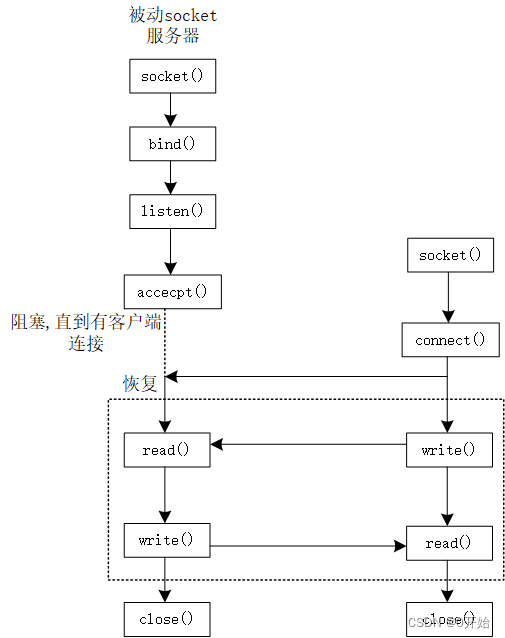 被动socket
服务器
socket()
bind()
listen()
accecpt()
阻塞,直到有客户端
连接
恢复
read()
write()
close()
socket()
connect()
write()
read()
close()
CSDN @0开始